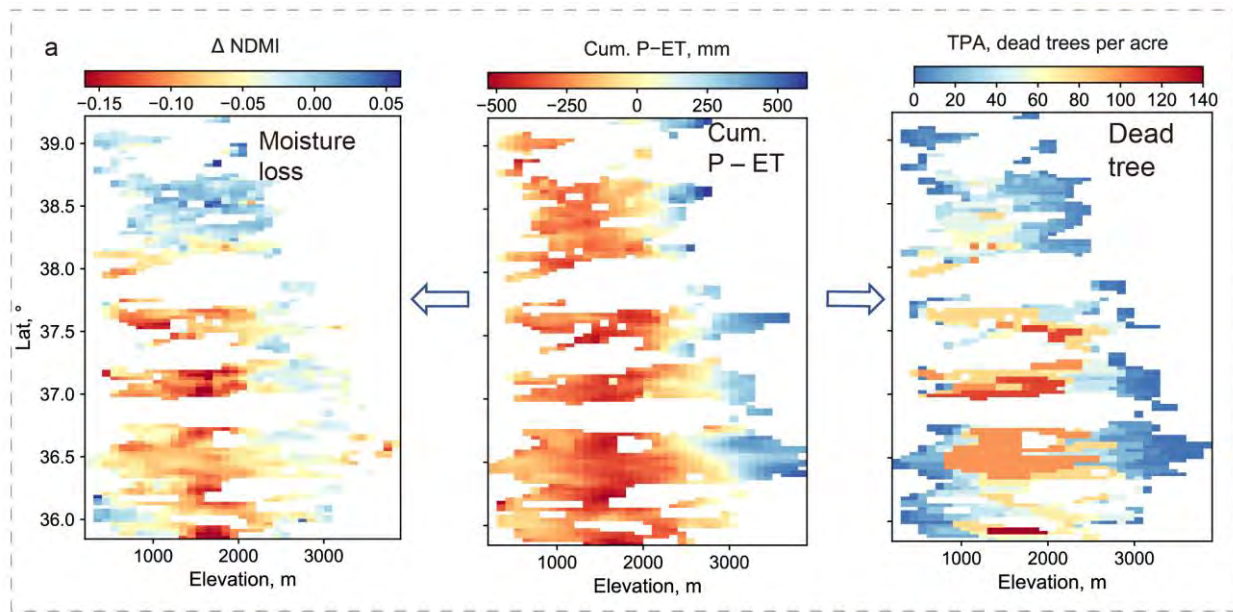 a
Δ NDMI
−0.15 −0.10 −0.05 0.00 0.05
Moisture
loss
39.0
38.5
38.0
37.5
37.0
36.5
36.0
Lat, °
1000 2000 3000
Elevation, m
Cum. P−ET, mm
−500 −250 0 250 500
Cum.
P – ET
1000 2000 3000
Elevation, m
TPA, dead trees per acre
0 20 40 60 80 100 120 140
Dead
tree
1000 2000 3000
Elevation, m